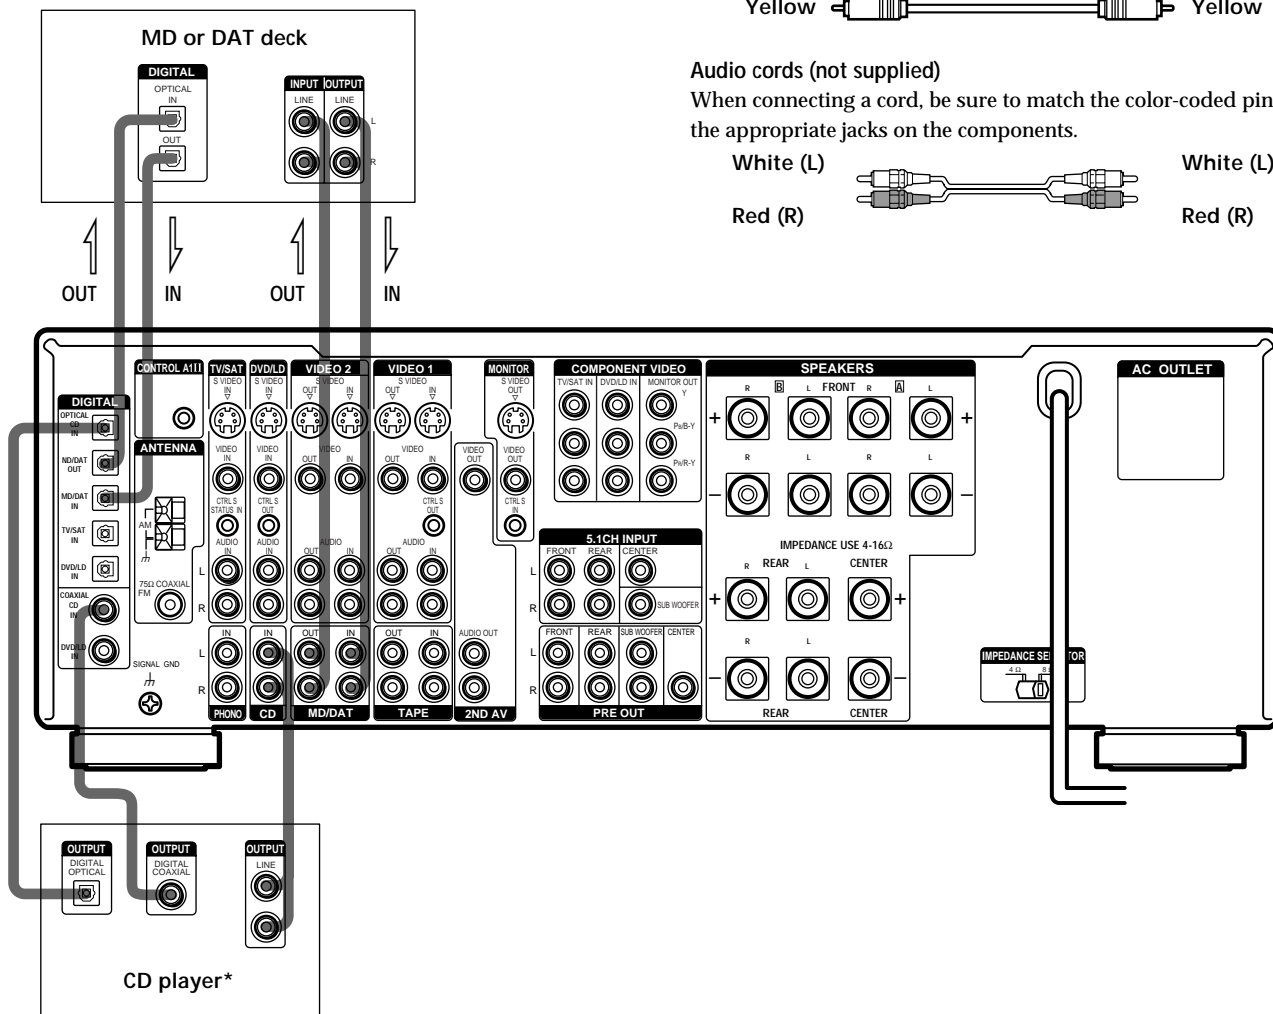 Yellow
Yellow
MD or DAT deck
Audio cords (not supplied)
When connecting a cord, be sure to match the color-coded pin
the appropriate jacks on the components.
White (L)
White (L)
Red (R)
Red (R)
DIGITAL
OPTICAL
IN
OUT
INPUT OUTPUT
LINE LINE
L
R
OUT IN OUT IN
CONTROL A1II
TV/SAT
S VIDEO
IN
VIDEO
IN
CTRL S
STATUS IN
AUDIO
IN
DVD/LD
S VIDEO
IN
VIDEO
IN
CTRL S
OUT
AUDIO
IN
VIDEO 2
S VIDEO
OUT IN
VIDEO
OUT IN
AUDIO
OUT IN
VIDEO 1
S VIDEO
OUT IN
VIDEO
OUT IN
CTRL S
OUT
AUDIO
OUT IN
MONITOR
S VIDEO
OUT
VIDEO
OUT
VIDEO
OUT
CTRL S
IN
COMPONENT VIDEO
TV/SAT IN DVD/LD IN MONITOR OUT
Y
PB/B-Y
PR/R-Y
SPEAKERS
R B L FRONT R A L
+ +
R L R L
– –
IMPEDANCE USE 4-16Ω
R REAR L CENTER
+ +
R L
– –
REAR CENTER
AC OUTLET
IMPEDANCE SELECTOR
4 Ω 8
DIGITAL
OPTICAL
CD
IN
ND/DAT
OUT
MD/DAT
IN
TV/SAT
IN
DVD/LD
IN
COAXIAL
CD
IN
DVD/LD
IN
ANTENNA
AM
75Ω COAXIAL
FM
SIGNAL GND
L
R
5.1CH INPUT
FRONT REAR CENTER
L
R
SUB WOOFER
IN IN OUT IN OUT IN AUDIO OUT
L
R
PHONO CD MD/DAT TAPE 2ND AV
FRONT REAR SUB WOOFER CENTER
L
R
PRE OUT
OUTPUT
DIGITAL
OPTICAL
OUTPUT
DIGITAL
COAXIAL
OUTPUT
LINE
CD player*